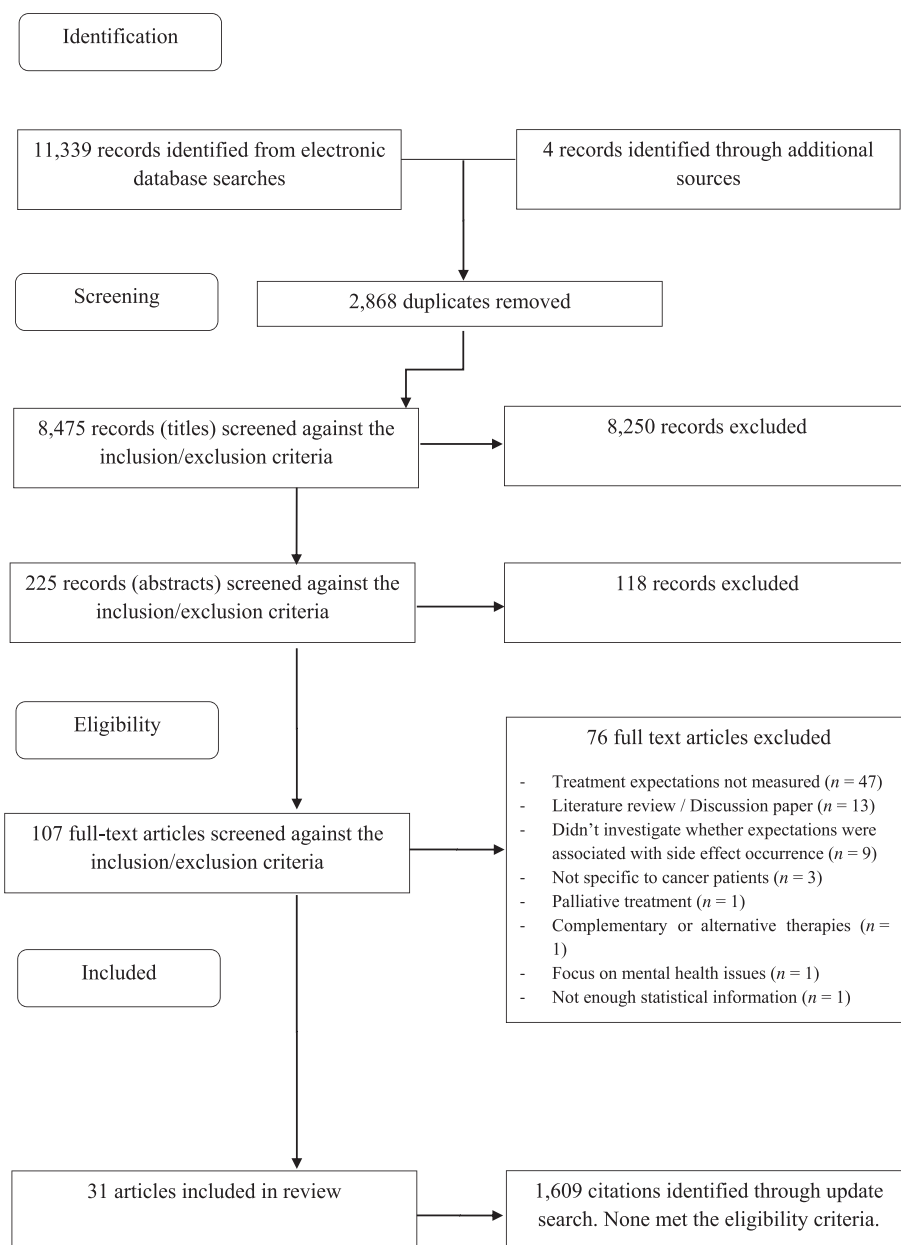 Identification
11,339 records identified from electronic
database searches
4 records identified through additional
sources
Screening
2,868 duplicates removed
8,475 records (titles) screened against the
inclusion/exclusion criteria
8,250 records excluded
225 records (abstracts) screened against the
inclusion/exclusion criteria
118 records excluded
Eligibility
76 full text articles excluded
- Treatment expectations not measured (n = 47)
- Literature review / Discussion paper (n = 13)
- Didn't investigate whether expectations were
associated with side effect occurrence (n = 9)
- Not specific to cancer patients (n = 3)
- Palliative treatment (n = 1)
- Complementary or alternative therapies (n =
1)
- Focus on mental health issues (n = 1)
- Not enough statistical information (n = 1)
107 full-text articles screened against the
inclusion/exclusion criteria
Included
31 articles included in review
1,609 citations identified through update
search. None met the eligibility criteria.